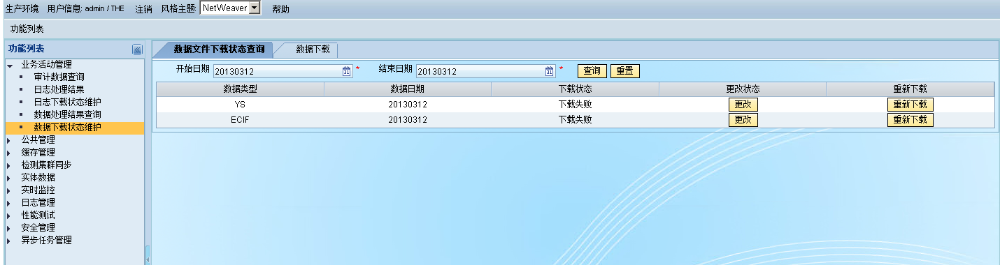 生产环境 用户信息: admin / THE 注销 风格主题: NetWeaver 帮助
功能列表
功能列表
业务活动管理
审计数据查询
日志处理结果
日志下载状态维护
数据处理结果查询
数据下载状态维护
公共管理
缓存管理
检测集群同步
实体数据
实时监控
日志管理
性能测试
安全管理
异步任务管理
数据文件下载状态查询 数据下载
开始日期 20130312 31 * 结束日期 20130312 31 * 查询 重置
数据类型 数据日期 下载状态 更改状态 重新下载
YS 20130312 下载失败 更改 重新下载
ECIF 20130312 下载失败 更改 重新下载